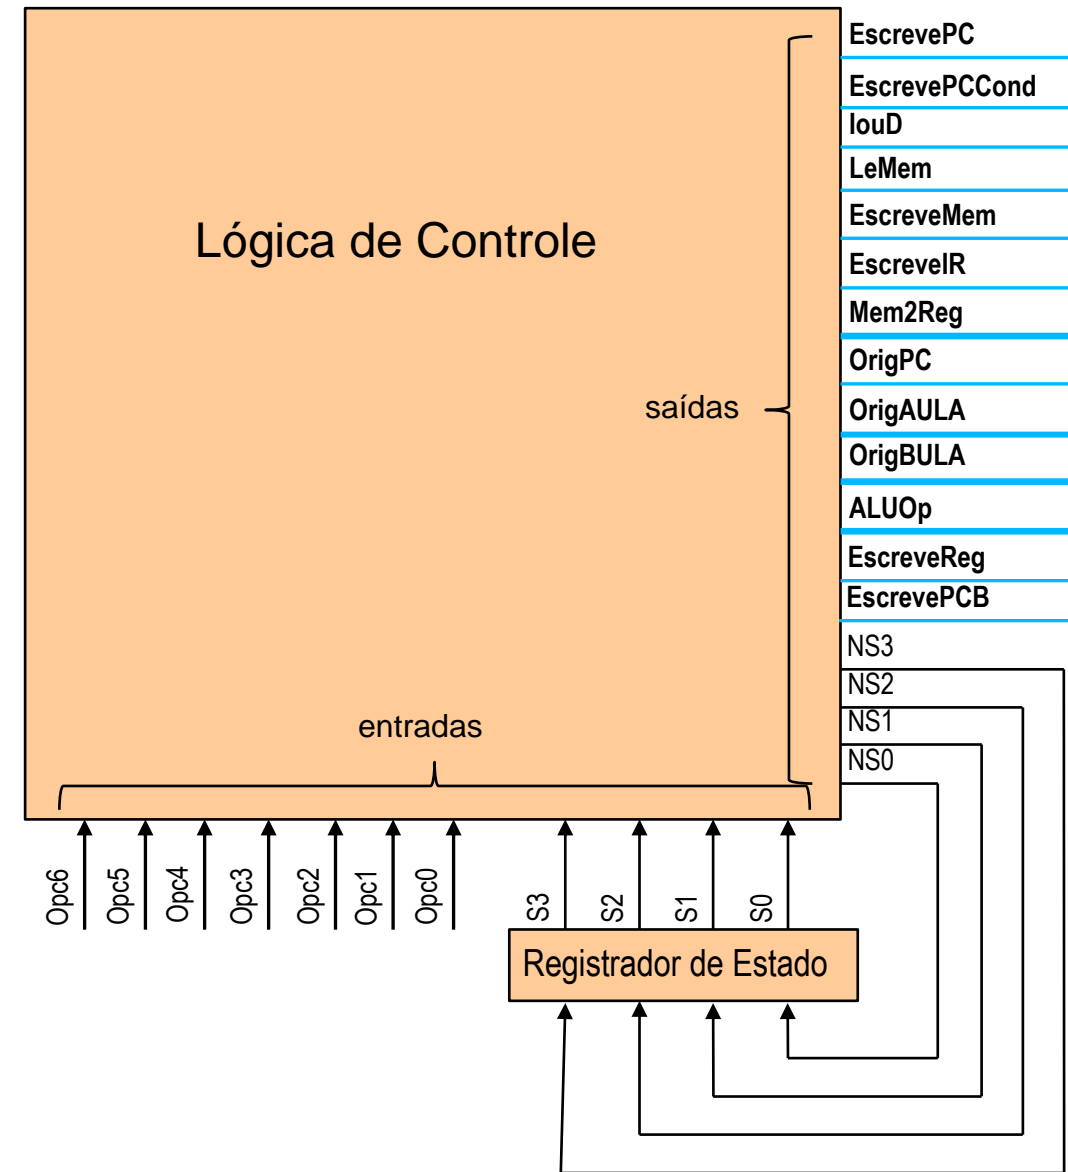 EscrevePC
EscrevePCCond
IouD
LeMem
EscreveMem
Lógica de Controle
EscreveIR
Mem2Reg
OrigPC
saídas
OrigAULA
OrigBULA
ALUOp
EscreveReg
EscrevePCB
NS3
NS2
NS1
NS0
entradas
Opc6
Opc5
Opc4
Opc3
Opc2
Opc1
Opc0
S3
S2
S1
S0
Registrador de Estado